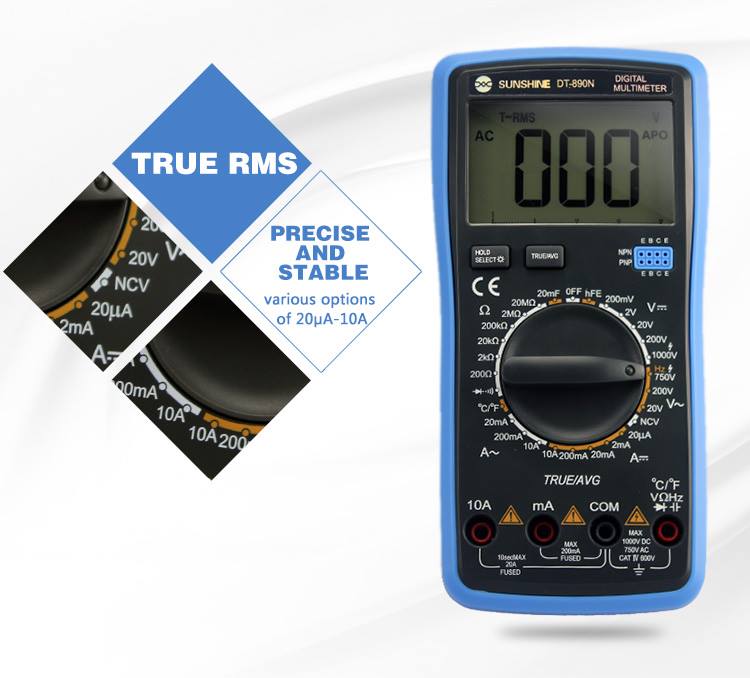 TRUE RMS
PRECISE
AND
STABLE
various options
of 20μA-10A
20
V
20V
NCV
20μA
2mA
A
00mA
10A
10A
200
SUNSHINE DT-890N
DIGITAL
MULTIMETER
T-RMS
V
AC
000
APO
HOLD
SELECT
TRUE/AVG
E B C E
NPN
PNP
E B C E
CE
20mF
OFF
hFE
200mV
20MΩ
2V
V
Ω
2MΩ
20V
200kΩ
200V
20kΩ
1000V
2kΩ
Hz
750V
200Ω
200V
20V
V~
°C/°F
NCV
20mA
20μA
200mA
2mA
A~
10A
10A
200mA
20mA
A
TRUE/AVG
°C/°F
VΩHz
10A
mA
COM
MAX
200mA
FUSED
MAX
1000V DC
750V AC
CAT IV 600V
10secMAX
20A
FUSED